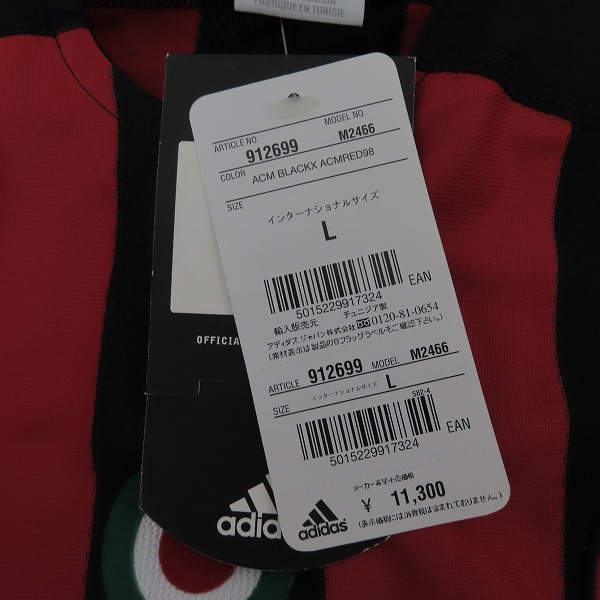 FABRIQUE EN TUNISIE
ARTICLE NO. 912699 MODEL NO. M2466
COLOR ACM BLACKX ACMRED98
SIZE
インターナショナルサイズ
L
EAN
5015229917324
輸入販売元 チュニジア製
アディダス ジャパン株式会社 0120-81-0654
(素材表示は製品のBフラッグラベルをご確認下さい。)
ARTICLE 912699 MODEL M2466
SIZE インターナショナルサイズ L
S82-4
EAN
5015229917324
メーカー希望小売価格
¥ 11,300
(表示価格には消費税は含まれておりません。)
adidas
OFFICIA
adidas